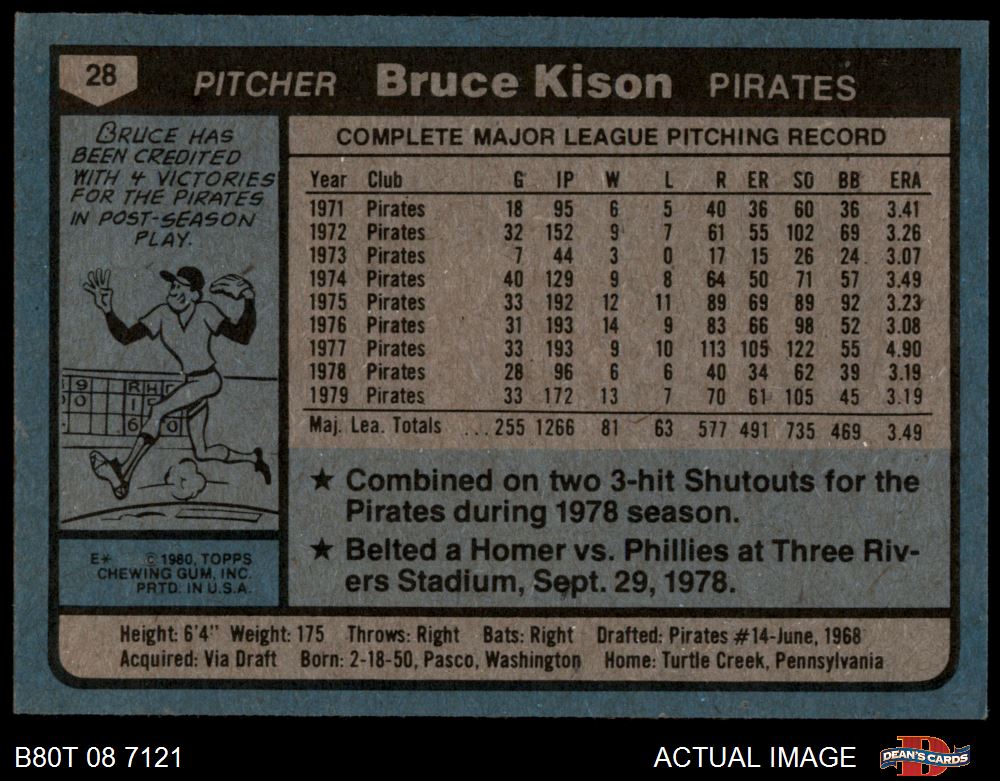 28 PITCHER Bruce Kison PIRATES
BRUCE HAS
BEEN CREDITED
WITH 4 VICTORIES
FOR THE PIRATES
IN POST-SEASON
PLAY.
9 R H E
0 1
6 0
E* © 1980, TOPPS
CHEWING GUM, INC.
PRTD. IN U.S.A.
COMPLETE MAJOR LEAGUE PITCHING RECORD
Year Club G IP W L R ER SO BB ERA
1971 Pirates 18 95 6 5 40 36 60 36 3.41
1972 Pirates 32 152 9 7 61 55 102 69 3.26
1973 Pirates 7 44 3 0 17 15 26 24 3.07
1974 Pirates 40 129 9 8 64 50 71 57 3.49
1975 Pirates 33 192 12 11 89 69 89 92 3.23
1976 Pirates 31 193 14 9 83 66 98 52 3.08
1977 Pirates 33 193 9 10 113 105 122 55 4.90
1978 Pirates 28 96 6 6 40 34 62 39 3.19
1979 Pirates 33 172 13 7 70 61 105 45 3.19
Maj. Lea. Totals ... 255 1266 81 63 577 491 735 469 3.49
★ Combined on two 3-hit Shutouts for the
Pirates during 1978 season.
★ Belted a Homer vs. Phillies at Three Riv-
ers Stadium, Sept. 29, 1978.
Height: 6'4" Weight: 175 Throws: Right Bats: Right Drafted: Pirates #14-June, 1968
Acquired: Via Draft Born: 2-18-50, Pasco, Washington Home: Turtle Creek, Pennsylvania
B80T 08 7121 ACTUAL IMAGE DEAN'S CARDS